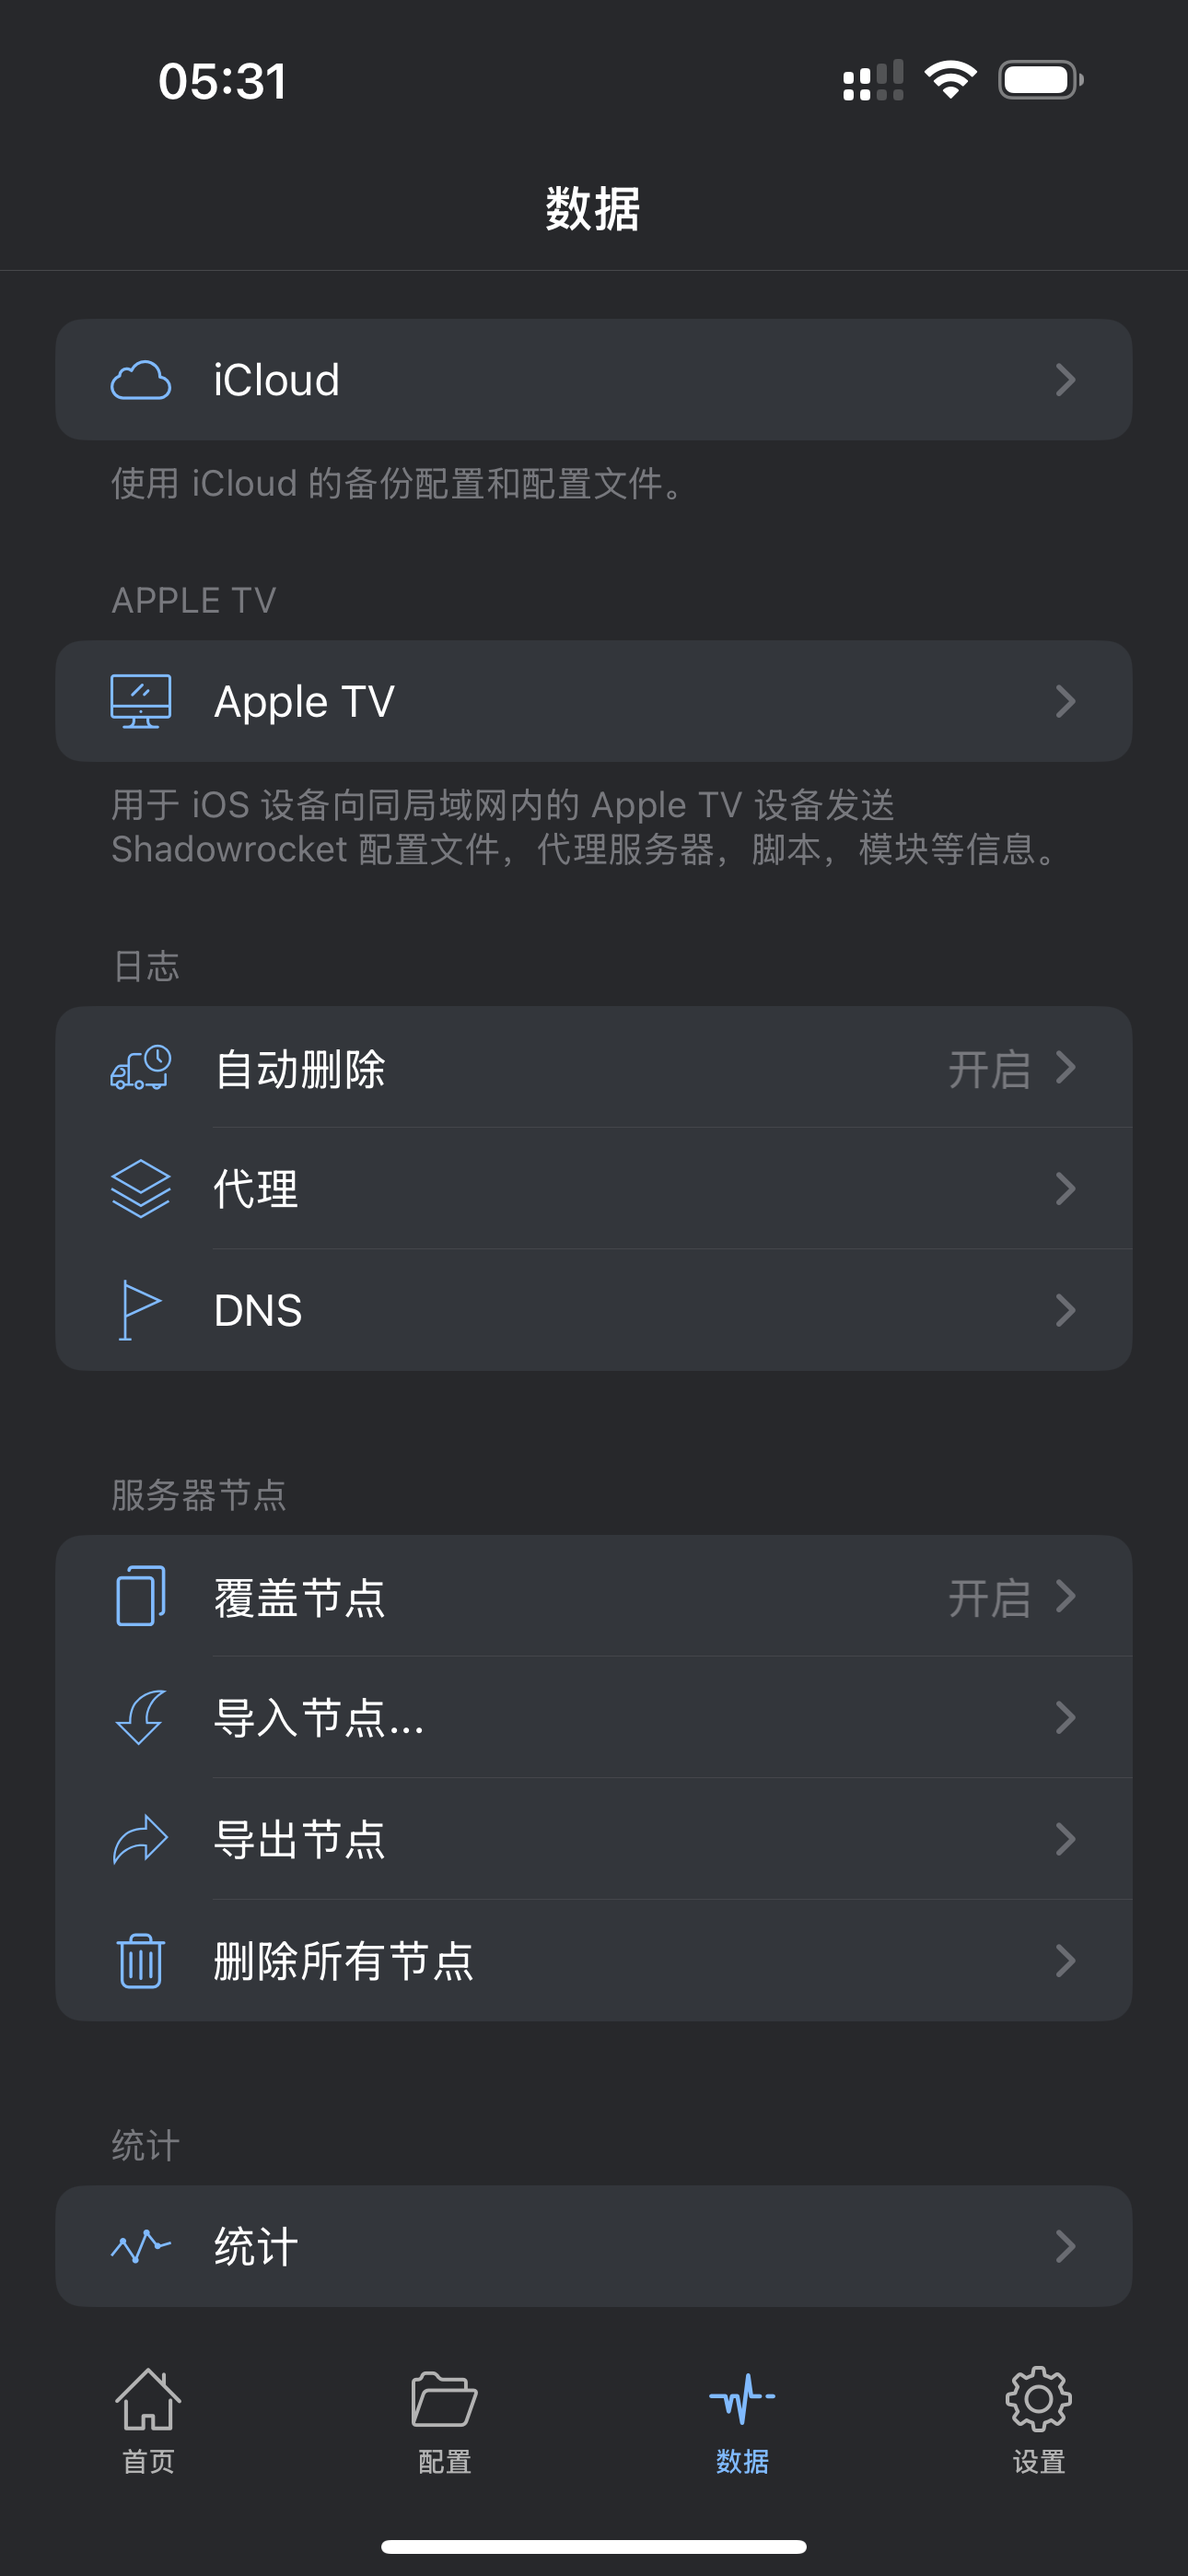 05:31
数据
iCloud
使用 iCloud 的备份配置和配置文件。
APPLE TV
Apple TV
用于 iOS 设备向同局域网内的 Apple TV 设备发送
Shadowrocket 配置文件，代理服务器，脚本，模块等信息。
日志
自动删除 开启
代理
DNS
服务器节点
覆盖节点 开启
导入节点...
导出节点
删除所有节点
统计
统计
首页 配置 数据 设置